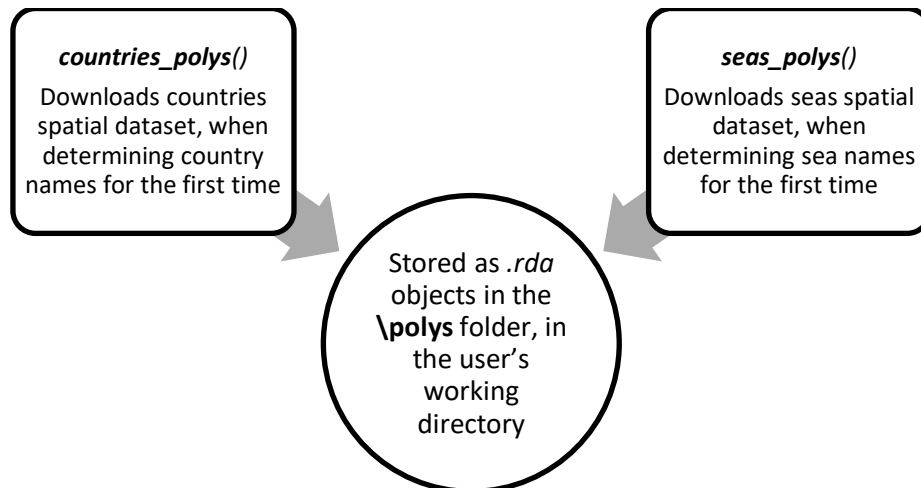 countries_polys()
Downloads countries
spatial dataset, when
determining country
names for the first time
seas_polys()
Downloads seas spatial
dataset, when
determining sea names
for the first time
Stored as .rda
objects in the
\polys folder, in
the user's
working
directory